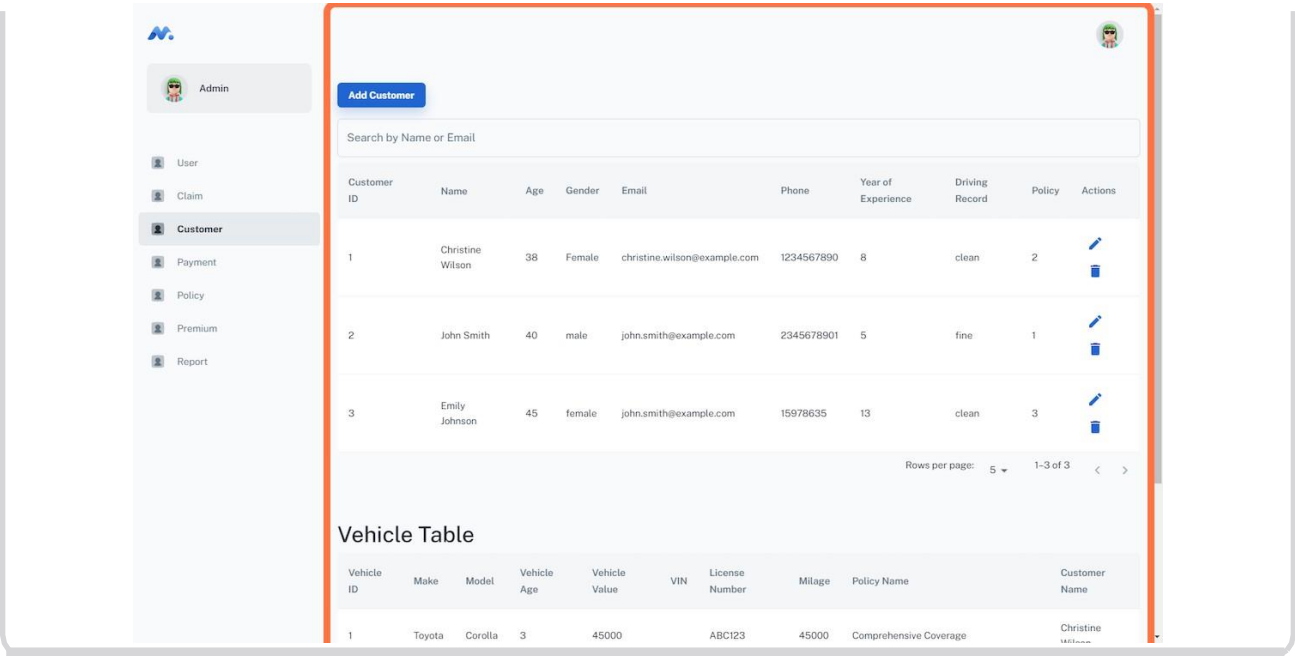 Admin
User
Claim
Customer
Payment
Policy
Premium
Report
Add Customer
Search by Name or Email
Customer ID Name Age Gender Email Phone Year of Experience Driving Record Policy Actions
1 Christine Wilson 38 Female christine.wilson@example.com 1234567890 8 clean 2
2 John Smith 40 male john.smith@example.com 2345678901 5 fine 1
3 Emily Johnson 45 female john.smith@example.com 15978635 13 clean 3
Rows per page: 5 1–3 of 3
Vehicle Table
Vehicle ID Make Model Vehicle Age Vehicle Value VIN License Number Milage Policy Name Customer Name
1 Toyota Corolla 3 45000 ABC123 45000 Comprehensive Coverage Christine